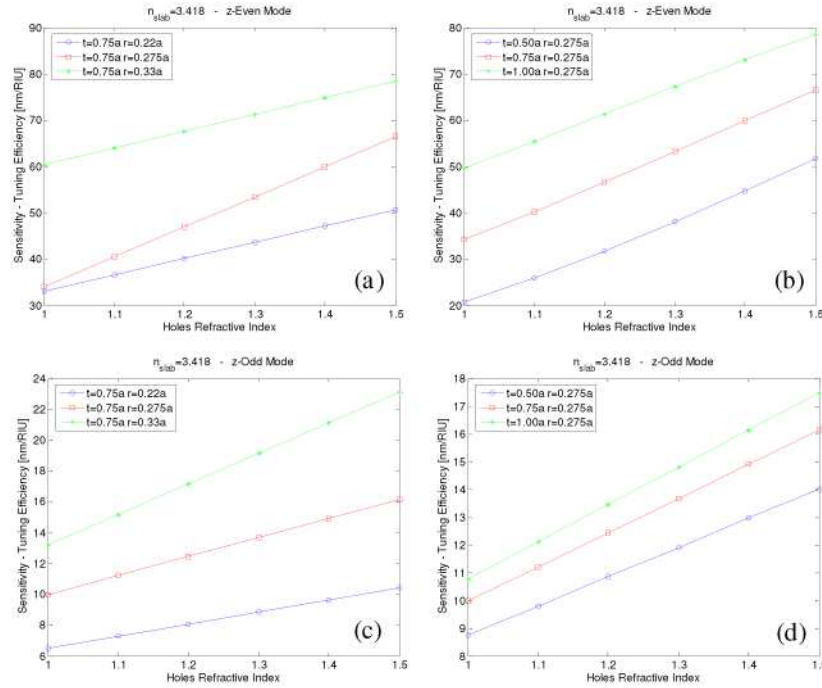 n_slab=3.418 - z-Even Mode
Sensitivity - Tuning Efficiency [nm/RIU]
90
80
70
60
50
40
30
t=0.75a r=0.22a
t=0.75a r=0.275a
t=0.75a r=0.33a
(a)
1 1.1 1.2 1.3 1.4 1.5
Holes Refractive Index
n_slab=3.418 - z-Even Mode
Sensitivity - Tuning Efficiency [nm/RIU]
80
70
60
50
40
30
20
t=0.50a r=0.275a
t=0.75a r=0.275a
t=1.00a r=0.275a
(b)
1 1.1 1.2 1.3 1.4 1.5
Holes Refractive Index
n_slab=3.418 - z-Odd Mode
Sensitivity - Tuning Efficiency [nm/RIU]
24
22
20
18
16
14
12
10
8
6
t=0.75a r=0.22a
t=0.75a r=0.275a
t=0.75a r=0.33a
(c)
1 1.1 1.2 1.3 1.4 1.5
Holes Refractive Index
n_slab=3.418 - z-Odd Mode
Sensitivity - Tuning Efficiency [nm/RIU]
18
17
16
15
14
13
12
11
10
9
8
t=0.50a r=0.275a
t=0.75a r=0.275a
t=1.00a r=0.275a
(d)
1 1.1 1.2 1.3 1.4 1.5
Holes Refractive Index